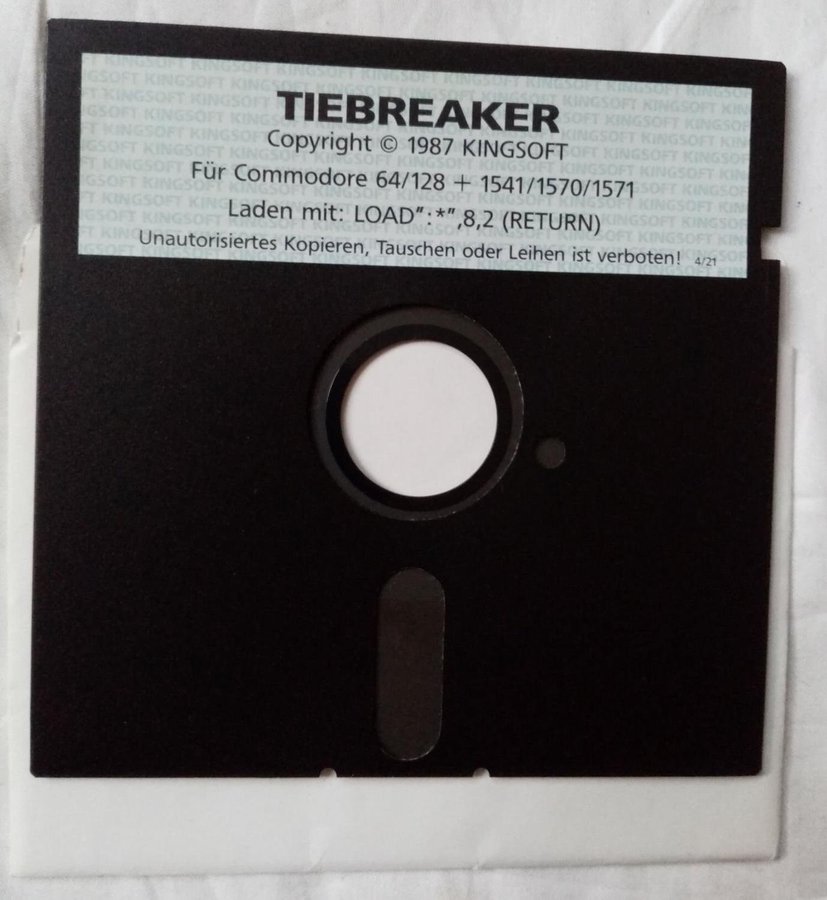 TIEBREAKER
Copyright © 1987 KINGSOFT
Für Commodore 64/128 + 1541/1570/1571
Laden mit: LOAD":*",8,2 (RETURN)
Unautorisiertes Kopieren, Tauschen oder Leihen ist verboten! 4/21